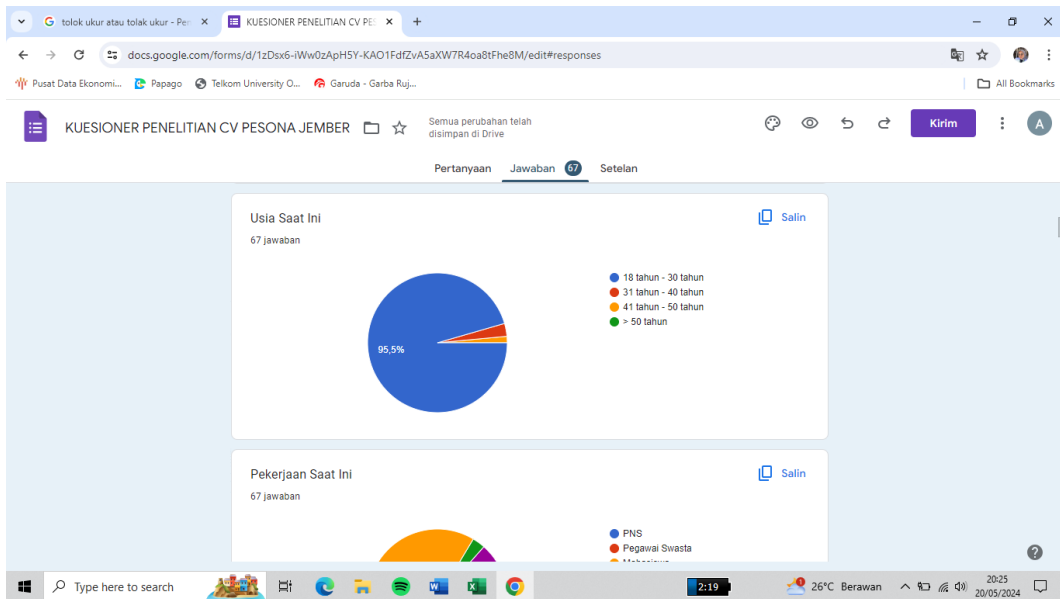 tolok ukur atau tolak ukur - Pen
KUESIONER PENELITIAN CV PES
docs.google.com/forms/d/1zDsx6-iWw0zApH5Y-KAO1FdfZvA5aXW7R4oa8tFhe8M/edit#responses
Pusat Data Ekonomi...
Papago
Telkom University O...
Garuda - Garba Ruj...
All Bookmarks
KUESIONER PENELITIAN CV PESONA JEMBER
Semua perubahan telah
disimpan di Drive
Kirim
A
Pertanyaan
Jawaban 67
Setelan
Usia Saat Ini
Salin
67 jawaban
18 tahun - 30 tahun
31 tahun - 40 tahun
41 tahun - 50 tahun
> 50 tahun
95,5%
Pekerjaan Saat Ini
Salin
67 jawaban
PNS
Pegawai Swasta
Mahasiswa
Type here to search
2:19
26°C Berawan
20:25
20/05/2024